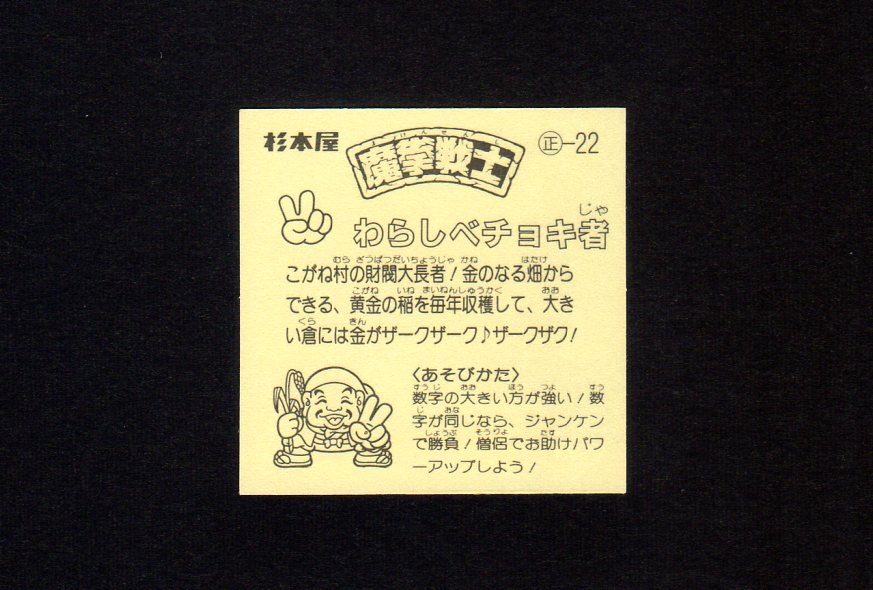 杉本屋
魔拳戦士
㊣-22
わらしべチョキ者
こがね村の財閥大長者!金のなる畑から
できる、黄金の稲を毎年収穫して、大き
い倉には金がザークザーク♪ザークザク!
〈あそびかた〉
数字の大きい方が強い!数
字が同じなら、ジャンケン
で勝負!僧侶でお助けパワ
ーアップしよう!